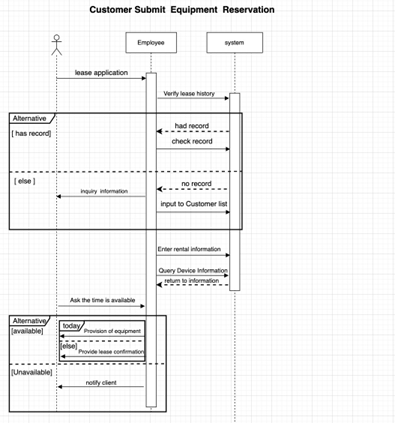 Customer Submit Equipment Reservation
Employee
system
lease application
Verify lease history
Alternative
[ has record]
had record
check record
[ else ]
no record
inquiry information
input to Customer list
Enter rental information
Query Device Information
return to information
Ask the time is available
Alternative
[available]
today
Provision of equipment
[else]
Provide lease confirmation
[Unavailable]
notify client